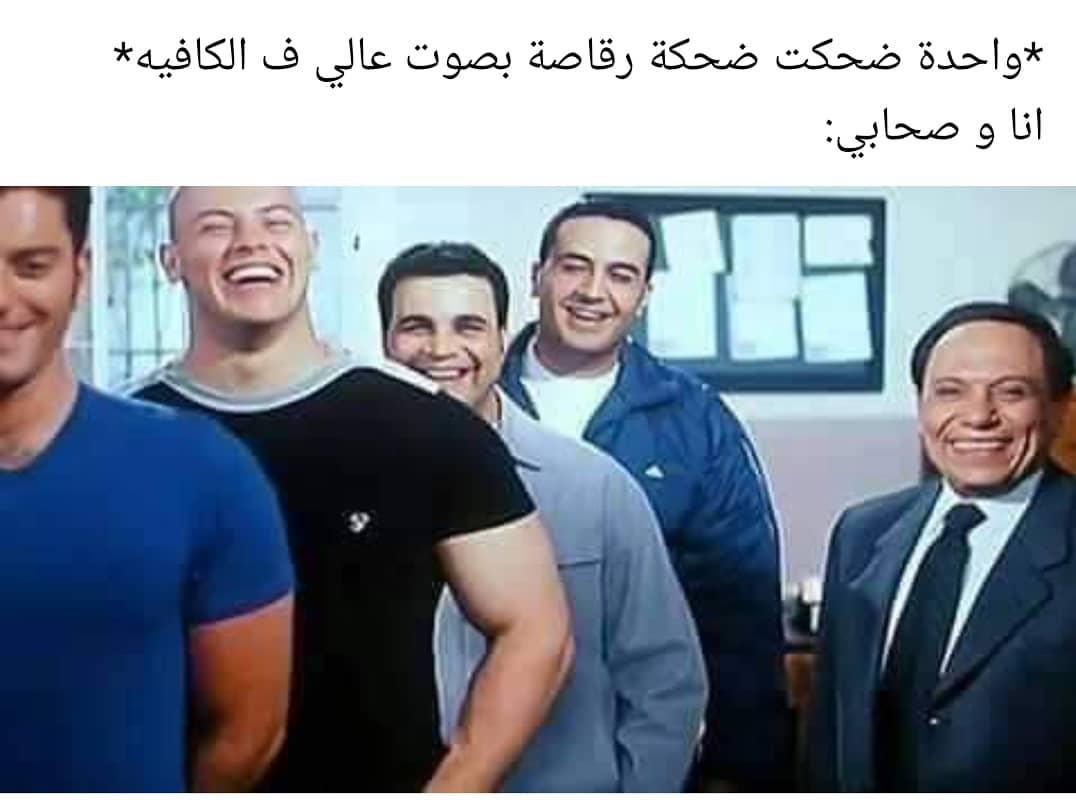 *واحدة ضحكت ضحكة رقاصة بصوت عالي ف الكافيه*
انا و صحابي: